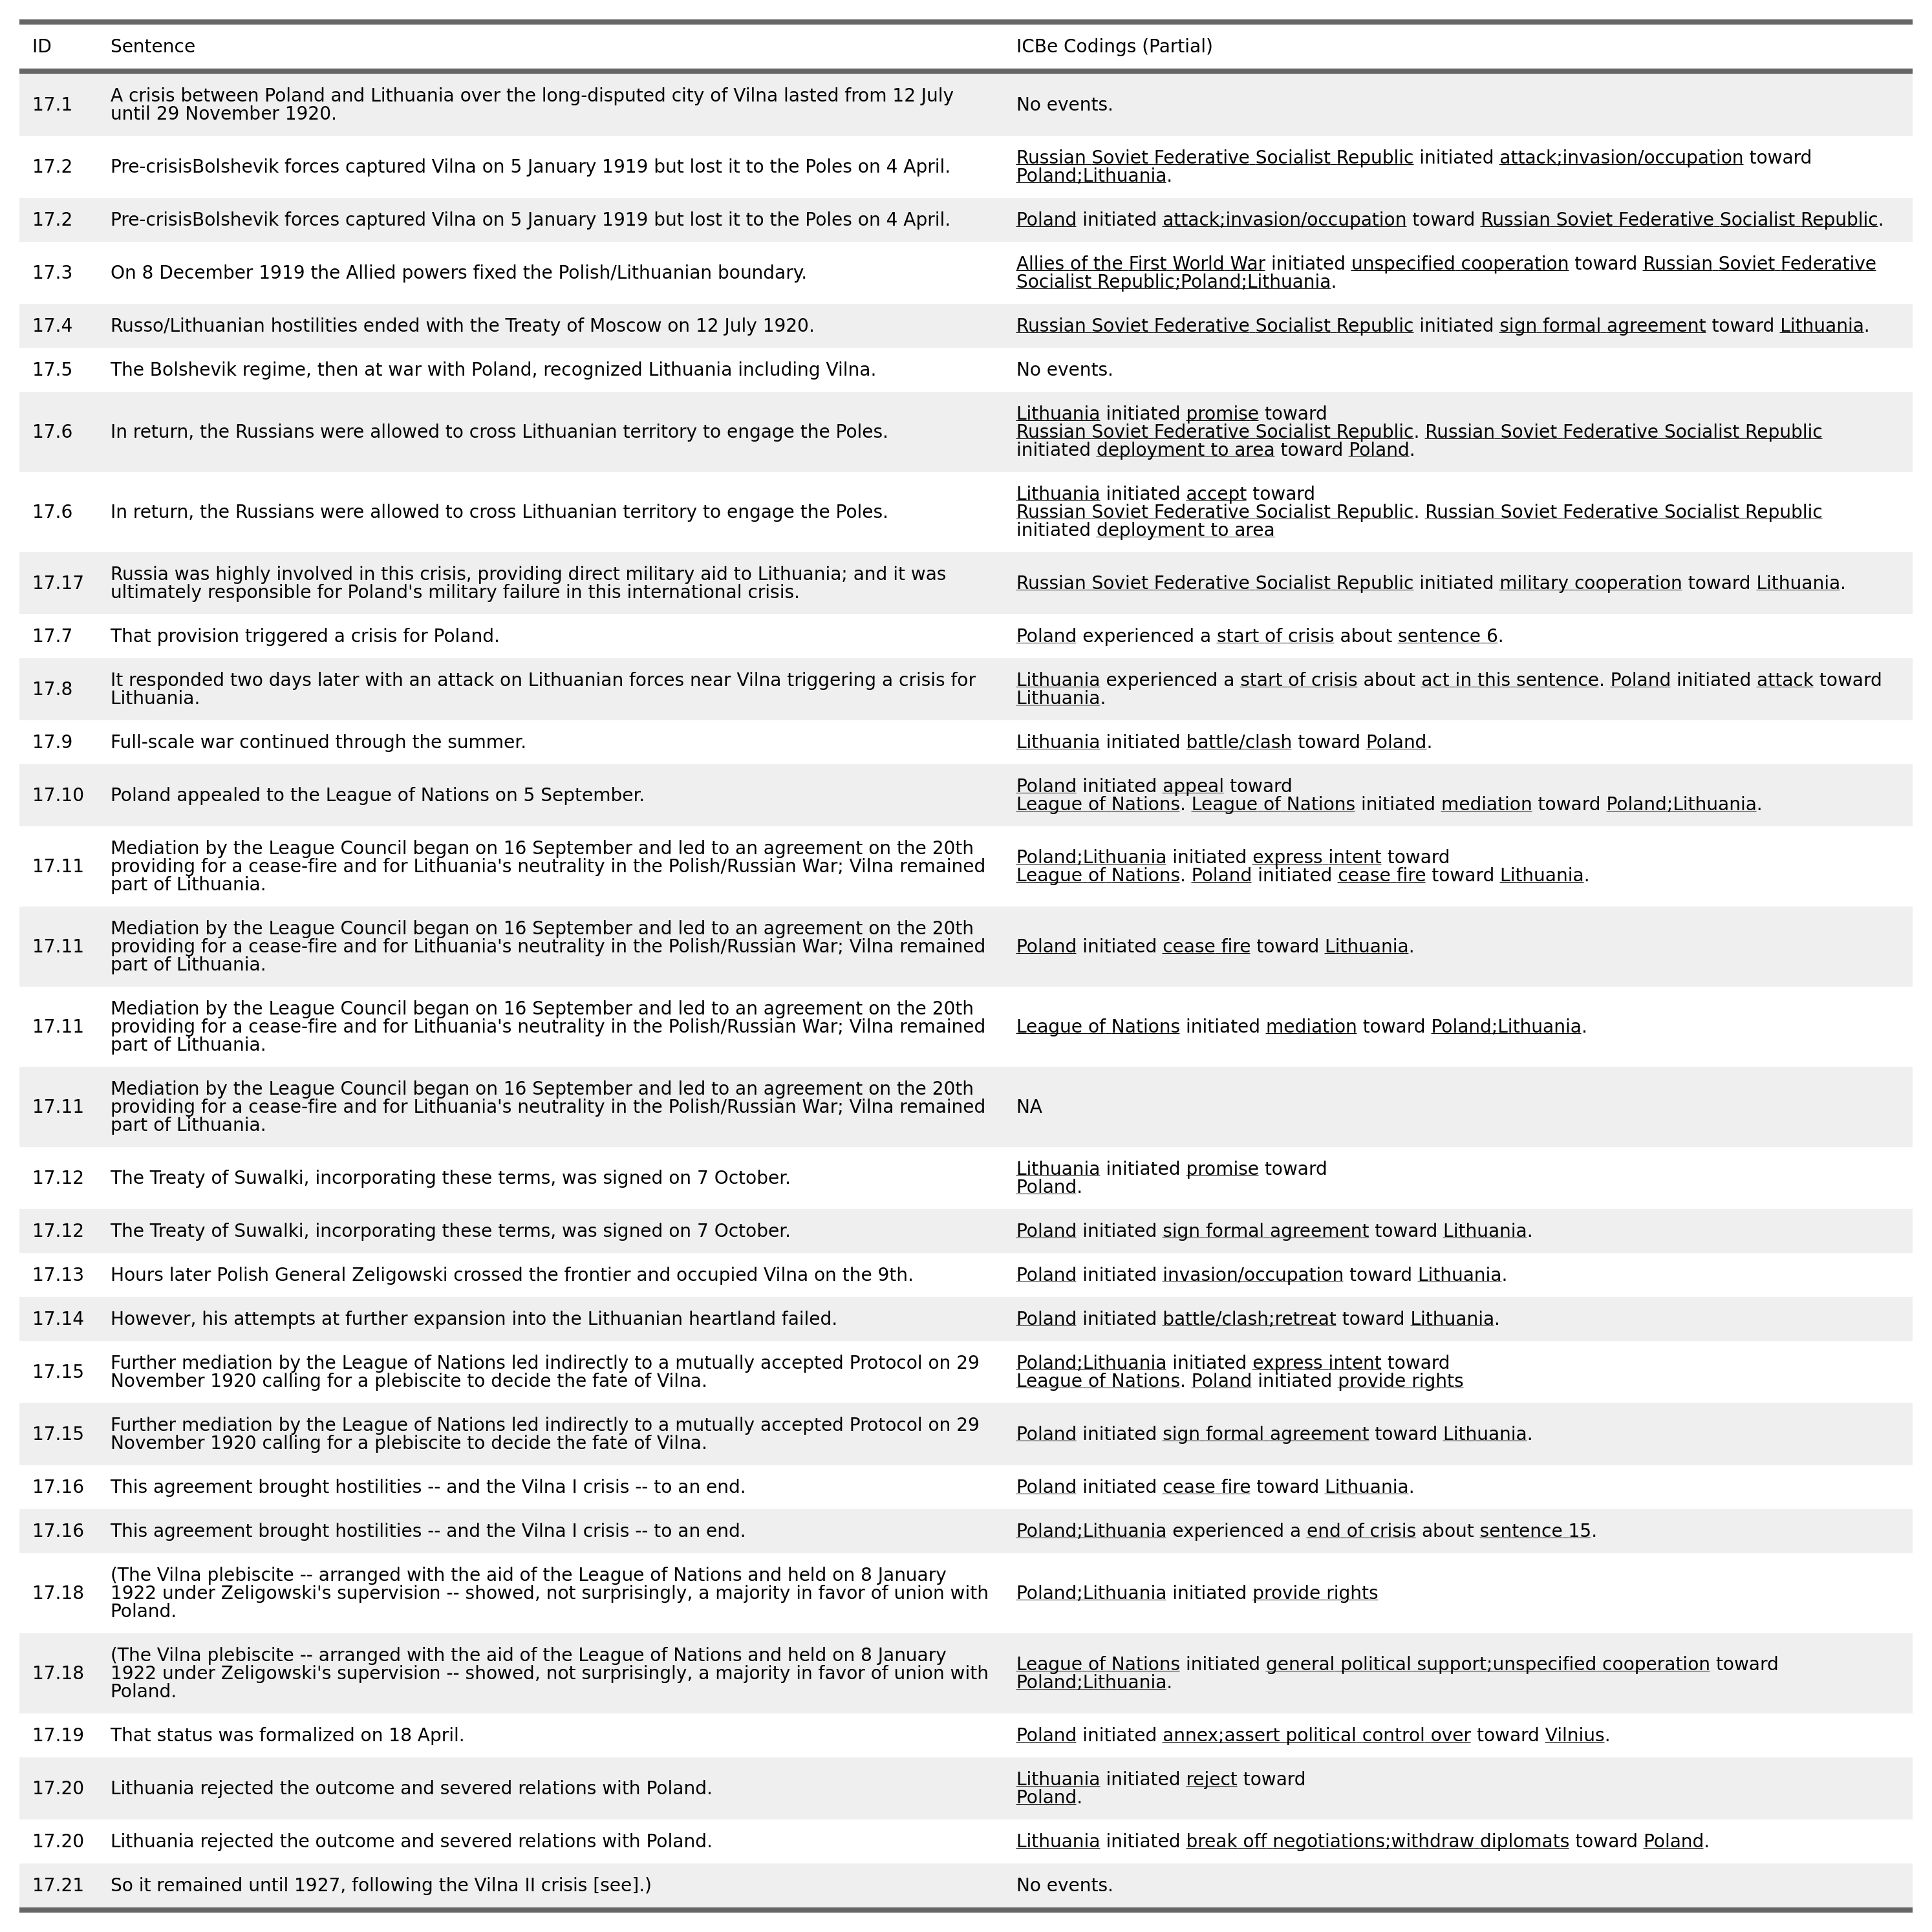 ID Sentence ICBe Codings (Partial)
17.1 A crisis between Poland and Lithuania over the long-disputed city of Vilna lasted from 12 July
until 29 November 1920.
No events.
17.2 Pre-crisisBolshevik forces captured Vilna on 5 January 1919 but lost it to the Poles on 4 April.
Russian Soviet Federative Socialist Republic initiated attack;invasion/occupation toward
Poland;Lithuania.
17.2 Pre-crisisBolshevik forces captured Vilna on 5 January 1919 but lost it to the Poles on 4 April.
Poland initiated attack;invasion/occupation toward Russian Soviet Federative Socialist Republic.
17.3 On 8 December 1919 the Allied powers fixed the Polish/Lithuanian boundary.
Allies of the First World War initiated unspecified cooperation toward Russian Soviet Federative
Socialist Republic;Poland;Lithuania.
17.4 Russo/Lithuanian hostilities ended with the Treaty of Moscow on 12 July 1920.
Russian Soviet Federative Socialist Republic initiated sign formal agreement toward Lithuania.
17.5 The Bolshevik regime, then at war with Poland, recognized Lithuania including Vilna.
No events.
17.6 In return, the Russians were allowed to cross Lithuanian territory to engage the Poles.
Lithuania initiated promise toward
Russian Soviet Federative Socialist Republic. Russian Soviet Federative Socialist Republic
initiated deployment to area toward Poland.
17.6 In return, the Russians were allowed to cross Lithuanian territory to engage the Poles.
Lithuania initiated accept toward
Russian Soviet Federative Socialist Republic. Russian Soviet Federative Socialist Republic
initiated deployment to area
17.17 Russia was highly involved in this crisis, providing direct military aid to Lithuania; and it was
ultimately responsible for Poland's military failure in this international crisis.
Russian Soviet Federative Socialist Republic initiated military cooperation toward Lithuania.
17.7 That provision triggered a crisis for Poland.
Poland experienced a start of crisis about sentence 6.
17.8 It responded two days later with an attack on Lithuanian forces near Vilna triggering a crisis for
Lithuania.
Lithuania experienced a start of crisis about act in this sentence. Poland initiated attack toward
Lithuania.
17.9 Full-scale war continued through the summer.
Lithuania initiated battle/clash toward Poland.
17.10 Poland appealed to the League of Nations on 5 September.
Poland initiated appeal toward
League of Nations. League of Nations initiated mediation toward Poland;Lithuania.
17.11 Mediation by the League Council began on 16 September and led to an agreement on the 20th
providing for a cease-fire and for Lithuania's neutrality in the Polish/Russian War; Vilna remained
part of Lithuania.
Poland;Lithuania initiated express intent toward
League of Nations. Poland initiated cease fire toward Lithuania.
17.11 Mediation by the League Council began on 16 September and led to an agreement on the 20th
providing for a cease-fire and for Lithuania's neutrality in the Polish/Russian War; Vilna remained
part of Lithuania.
Poland initiated cease fire toward Lithuania.
17.11 Mediation by the League Council began on 16 September and led to an agreement on the 20th
providing for a cease-fire and for Lithuania's neutrality in the Polish/Russian War; Vilna remained
part of Lithuania.
League of Nations initiated mediation toward Poland;Lithuania.
17.11 Mediation by the League Council began on 16 September and led to an agreement on the 20th
providing for a cease-fire and for Lithuania's neutrality in the Polish/Russian War; Vilna remained
part of Lithuania.
NA
17.12 The Treaty of Suwalki, incorporating these terms, was signed on 7 October.
Lithuania initiated promise toward
Poland.
17.12 The Treaty of Suwalki, incorporating these terms, was signed on 7 October.
Poland initiated sign formal agreement toward Lithuania.
17.13 Hours later Polish General Zeligowski crossed the frontier and occupied Vilna on the 9th.
Poland initiated invasion/occupation toward Lithuania.
17.14 However, his attempts at further expansion into the Lithuanian heartland failed.
Poland initiated battle/clash;retreat toward Lithuania.
17.15 Further mediation by the League of Nations led indirectly to a mutually accepted Protocol on 29
November 1920 calling for a plebiscite to decide the fate of Vilna.
Poland;Lithuania initiated express intent toward
League of Nations. Poland initiated provide rights
17.15 Further mediation by the League of Nations led indirectly to a mutually accepted Protocol on 29
November 1920 calling for a plebiscite to decide the fate of Vilna.
Poland initiated sign formal agreement toward Lithuania.
17.16 This agreement brought hostilities -- and the Vilna I crisis -- to an end.
Poland initiated cease fire toward Lithuania.
17.16 This agreement brought hostilities -- and the Vilna I crisis -- to an end.
Poland;Lithuania experienced a end of crisis about sentence 15.
17.18 (The Vilna plebiscite -- arranged with the aid of the League of Nations and held on 8 January
1922 under Zeligowski's supervision -- showed, not surprisingly, a majority in favor of union with
Poland.
Poland;Lithuania initiated provide rights
17.18 (The Vilna plebiscite -- arranged with the aid of the League of Nations and held on 8 January
1922 under Zeligowski's supervision -- showed, not surprisingly, a majority in favor of union with
Poland.
League of Nations initiated general political support;unspecified cooperation toward
Poland;Lithuania.
17.19 That status was formalized on 18 April.
Poland initiated annex;assert political control over toward Vilnius.
17.20 Lithuania rejected the outcome and severed relations with Poland.
Lithuania initiated reject toward
Poland.
17.20 Lithuania rejected the outcome and severed relations with Poland.
Lithuania initiated break off negotiations;withdraw diplomats toward Poland.
17.21 So it remained until 1927, following the Vilna II crisis [see].)
No events.